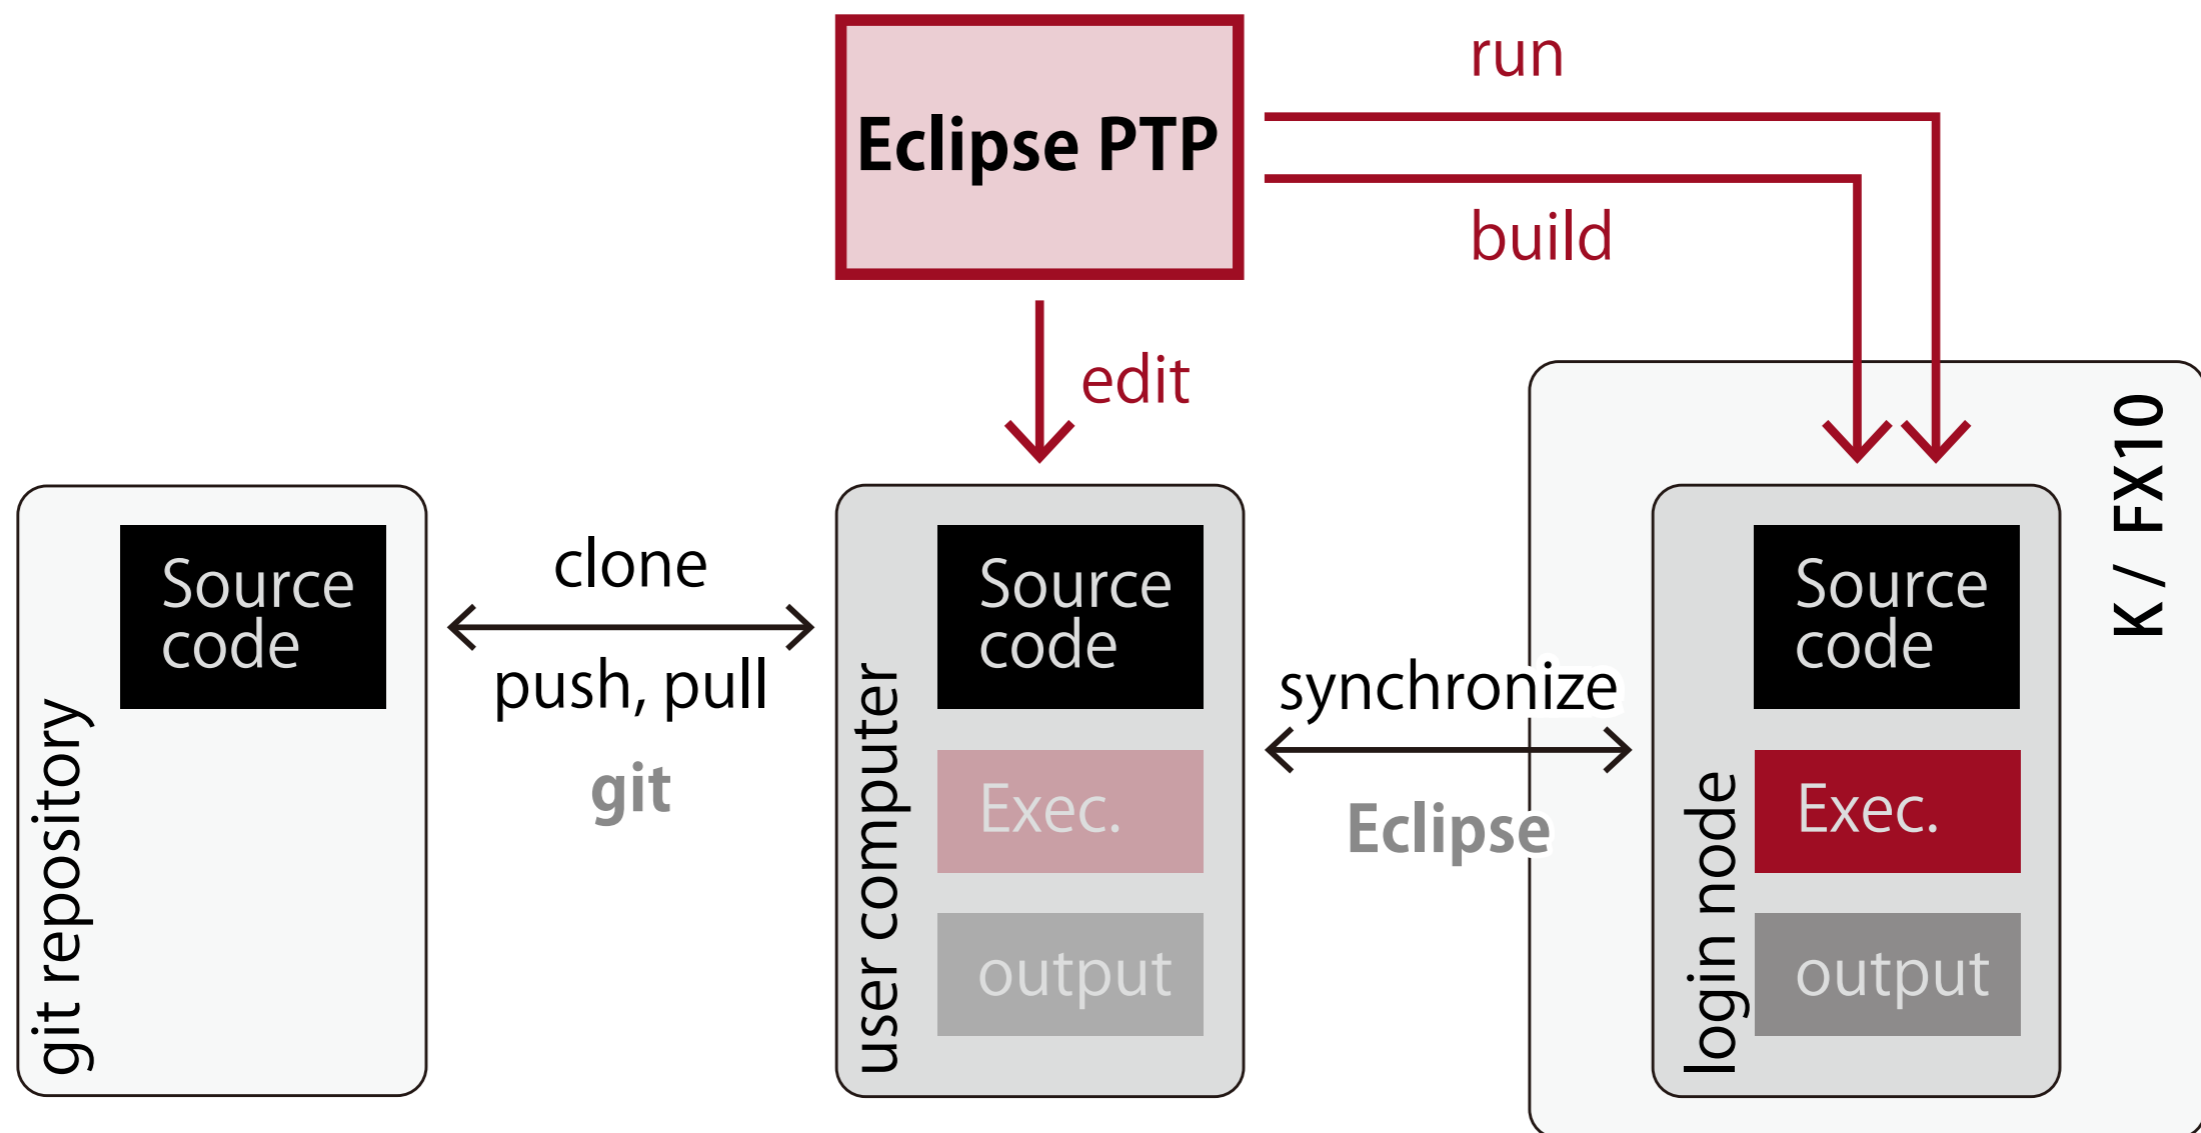 Eclipse PTP
run
build
edit
git repository
Source
code
clone
push, pull
git
user computer
Source
code
Exec.
output
synchronize
Eclipse
K / FX10
login node
Source
code
Exec.
output